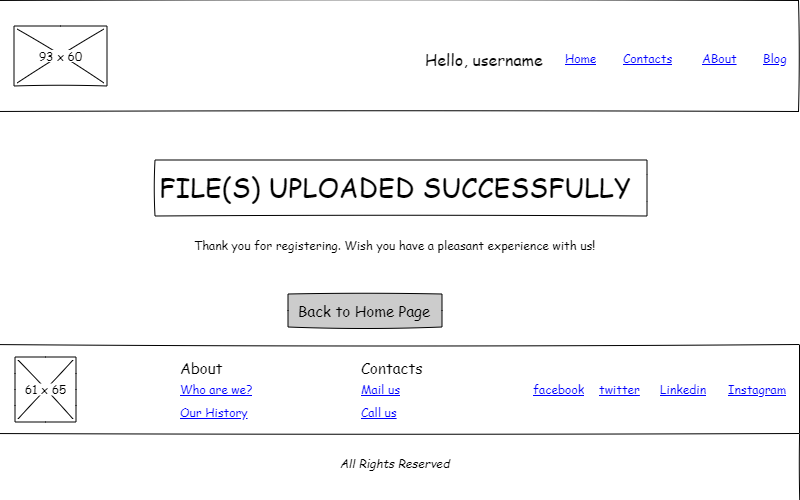 93 x 60
Hello, username Home Contacts ABout Blog
FILE(S) UPLOADED SUCCESSFULLY
Thank you for registering. Wish you have a pleasant experience with us!
Back to Home Page
About Contacts
61 x 65 Who are we? Mail us facebook twitter Linkedin Instagram
Our History Call us
All Rights Reserved